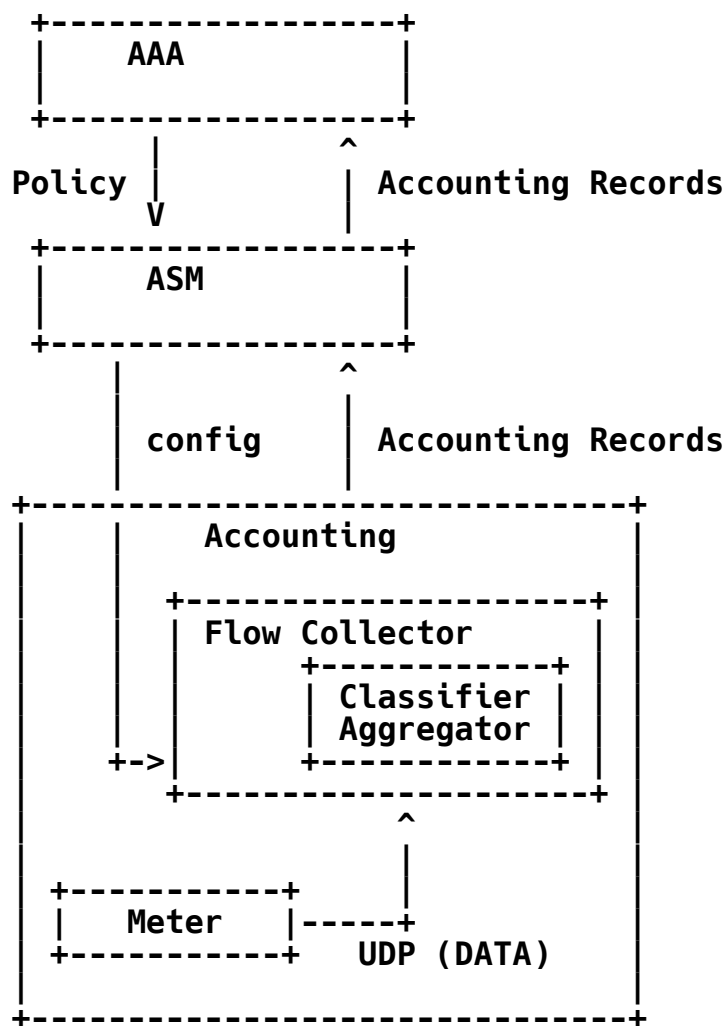 AAA
Policy
Accounting Records
ASM
config
Accounting Records
Accounting
Flow Collector
Classifier
Aggregator
Meter
UDP (DATA)